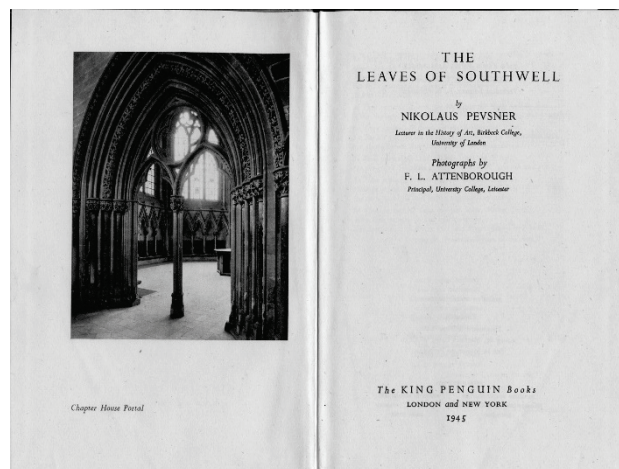 Chapter House Portal
THE
LEAVES OF SOUTHWELL
by
NIKOLAUS PEVSNER
Lecturer in the History of Art, Birkbeck College,
University of London
Photographs by
F. L. ATTENBOROUGH
Principal, University College, Leicester
The KING PENGUIN Books
LONDON and NEW YORK
1945